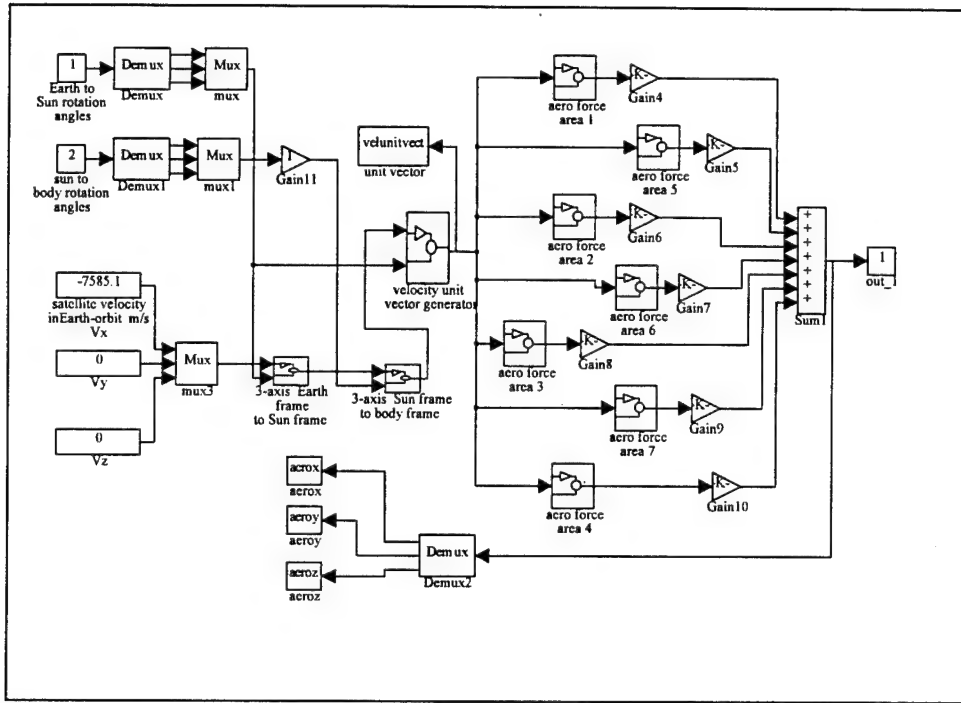 1
Demux
Mux
Earth to
Sun rotation
angles
Demux
mux
2
Demux
Mux
sun to
body rotation
angles
Demux1
mux1
1
Gain11
velunitvect
unit vector
-7585.1
satellite velocity
inEarth-orbit m/s
Vx
0
Vy
0
Vz
Mux
mux3
3-axis Earth
frame
to Sun frame
3-axis Sun frame
to body frame
velocity unit
vector generator
aero force
area 1
K-
Gain4
aero force
area 5
K-
Gain5
aero force
area 2
K-
Gain6
aero force
area 6
K-
Gain7
aero force
area 3
K-
Gain8
aero force
area 7
K-
Gain9
aero force
area 4
K-
Gain10
+
+
+
+
+
+
+
Sum1
1
out_1
aerox
aerox
aeroy
aeroy
aeroz
aeroz
Demux
Demux2